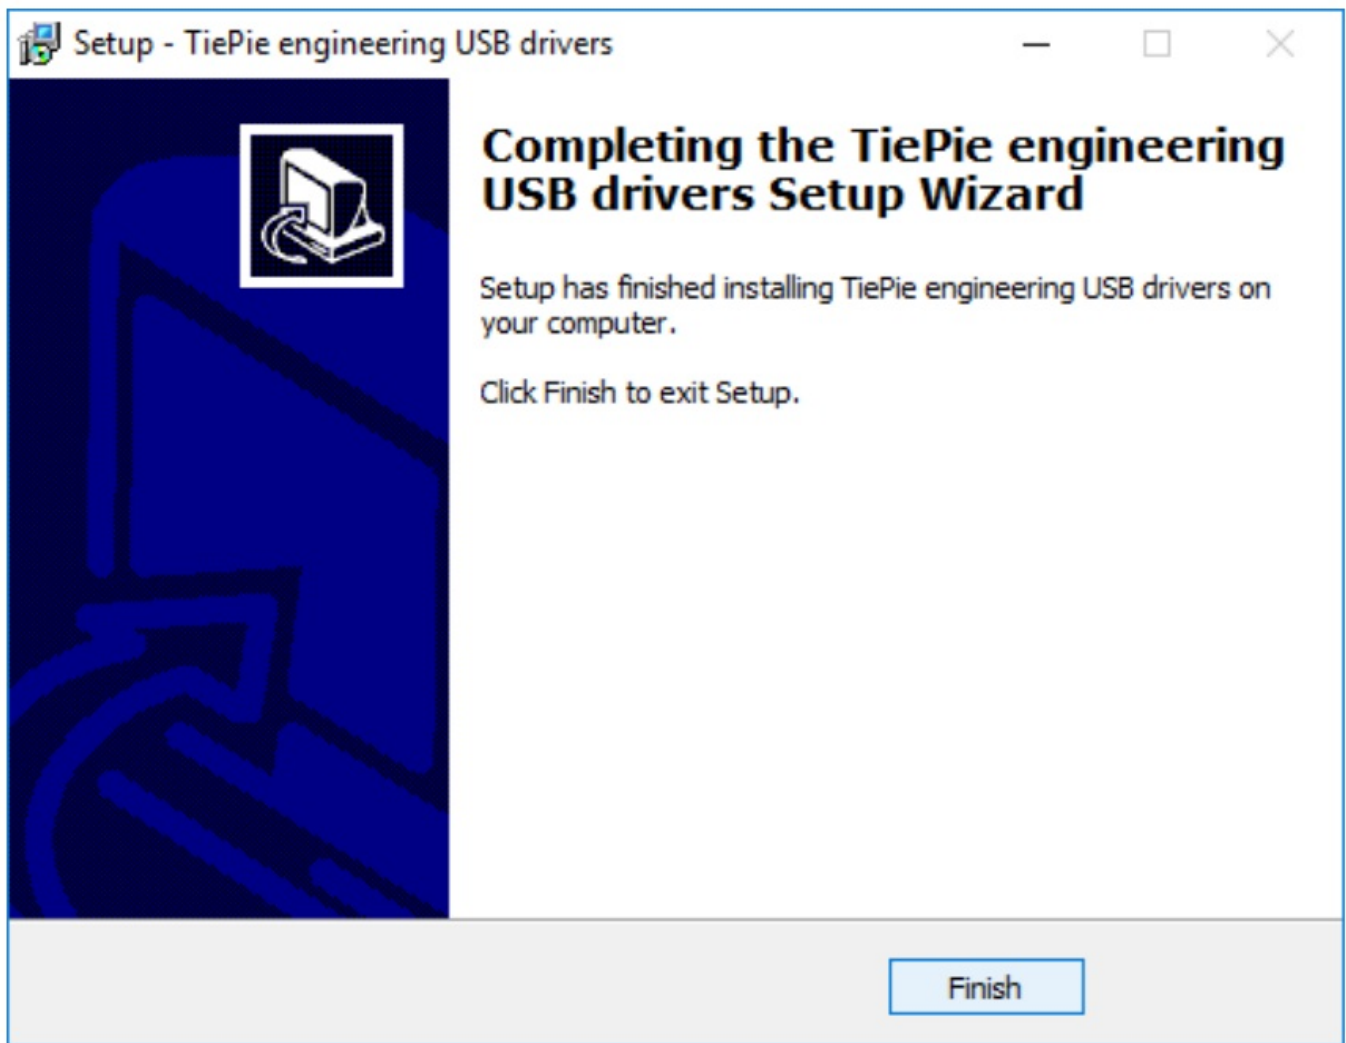 Setup - TiePie engineering USB drivers
Completing the TiePie engineering
USB drivers Setup Wizard
Setup has finished installing TiePie engineering USB drivers on
your computer.
Click Finish to exit Setup.
Finish